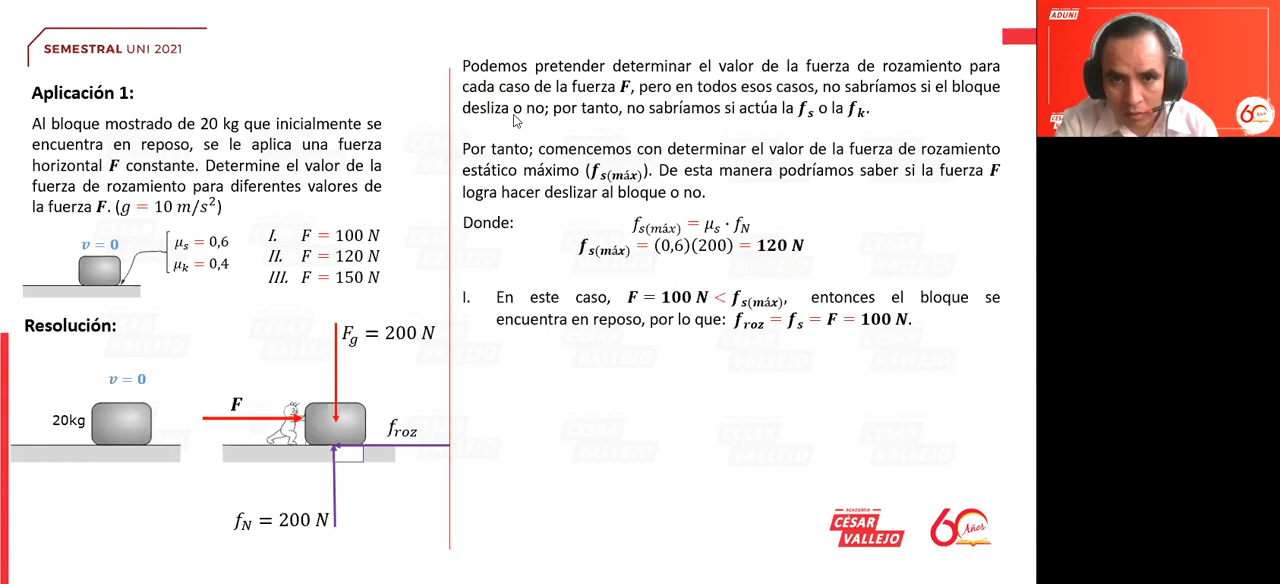 SEMESTRAL UNI 2021
Aplicación 1:
Al bloque mostrado de 20 kg que inicialmente se
encuentra en reposo, se le aplica una fuerza
horizontal F constante. Determine el valor de la
fuerza de rozamiento para diferentes valores de
la fuerza F. (g = 10 m/s²)
v = 0
μs = 0,6
μk = 0,4
I. F = 100 N
II. F = 120 N
III. F = 150 N
Resolución:
v = 0
20kg
F
Fg = 200 N
froz
fN = 200 N
Podemos pretender determinar el valor de la fuerza de rozamiento para
cada caso de la fuerza F, pero en todos esos casos, no sabríamos si el bloque
desliza o no; por tanto, no sabríamos si actúa la fs o la fk.
Por tanto; comencemos con determinar el valor de la fuerza de rozamiento
estático máximo (fs(máx)). De esta manera podríamos saber si la fuerza F
logra hacer deslizar al bloque o no.
Donde:
fs(máx) = μs · fN
fs(máx) = (0,6)(200) = 120 N
I. En este caso, F = 100 N < fs(máx), entonces el bloque se
encuentra en reposo, por lo que: froz = fs = F = 100 N.
ACADEMIA
CÉSAR
VALLEJO
60
Años
ADUNI
60
Años